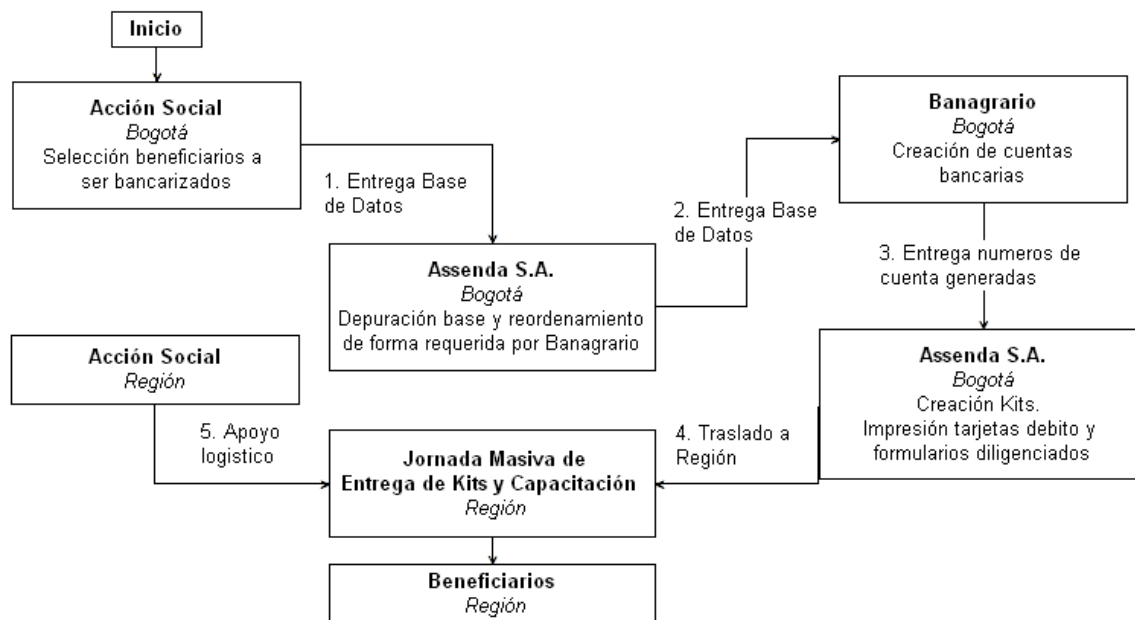 Inicio
Acción Social
Bogotá
Selección beneficiarios a
ser bancarizados
1. Entrega Base
de Datos
Assenda S.A.
Bogotá
Depuración base y reordenamiento
de forma requerida por Banagrario
2. Entrega Base
de Datos
Banagrario
Bogotá
Creación de cuentas
bancarias
3. Entrega numeros de
cuenta generadas
Assenda S.A.
Bogotá
Creación Kits.
Impresión tarjetas debito y
formularios diligenciados
4. Traslado a
Región
Acción Social
Región
5. Apoyo
logistico
Jornada Masiva de
Entrega de Kits y Capacitación
Región
Beneficiarios
Región